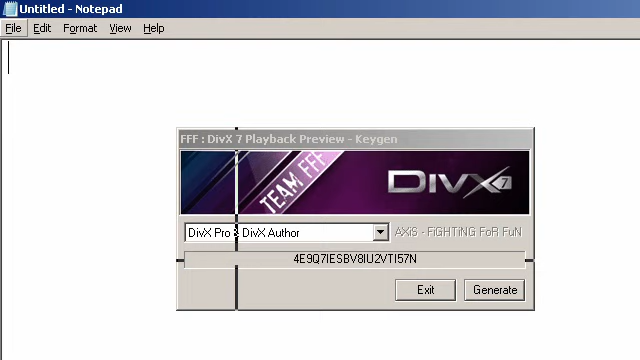 Untitled - Notepad
File Edit Format View Help
FFF : DivX 7 Playback Preview - Keygen
TEAM FFF
DIVX 7
DivX Pro & DivX Author
AXiS - FiGHTiNG FoR FuN
4E9Q7IESBV8IU2VTI57N
Exit Generate